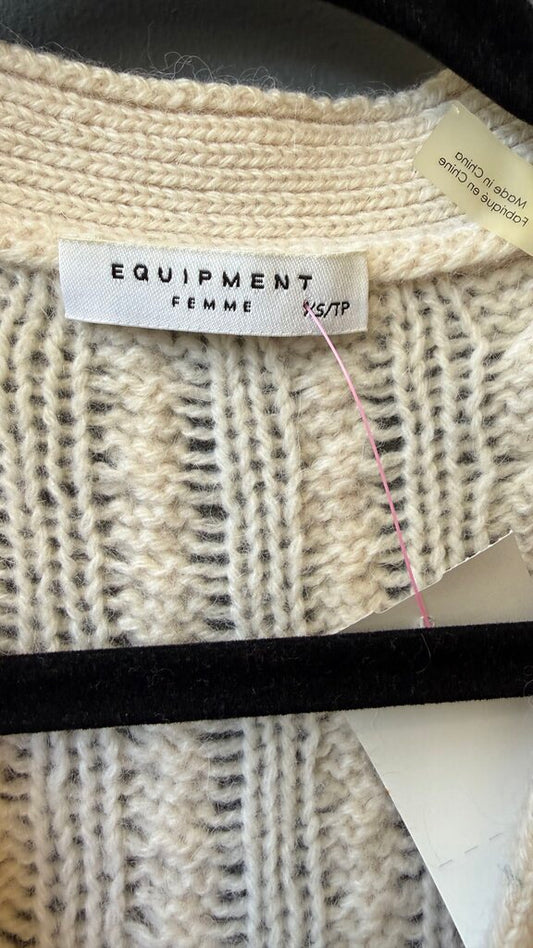 EQUIPMENT
FEMME
XS/TP
Made in China
Fabriqué en Chine